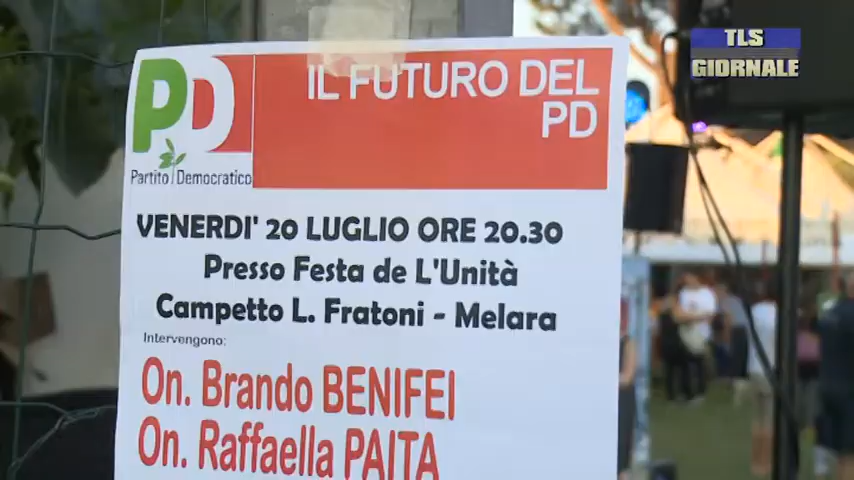 TLS
GIORNALE
PD
Partito Democratico
IL FUTURO DEL
PD
VENERDI' 20 LUGLIO ORE 20.30
Presso Festa de L'Unità
Campetto L. Fratoni - Melara
Intervengono:
On. Brando BENIFEI
On. Raffaella PAITA